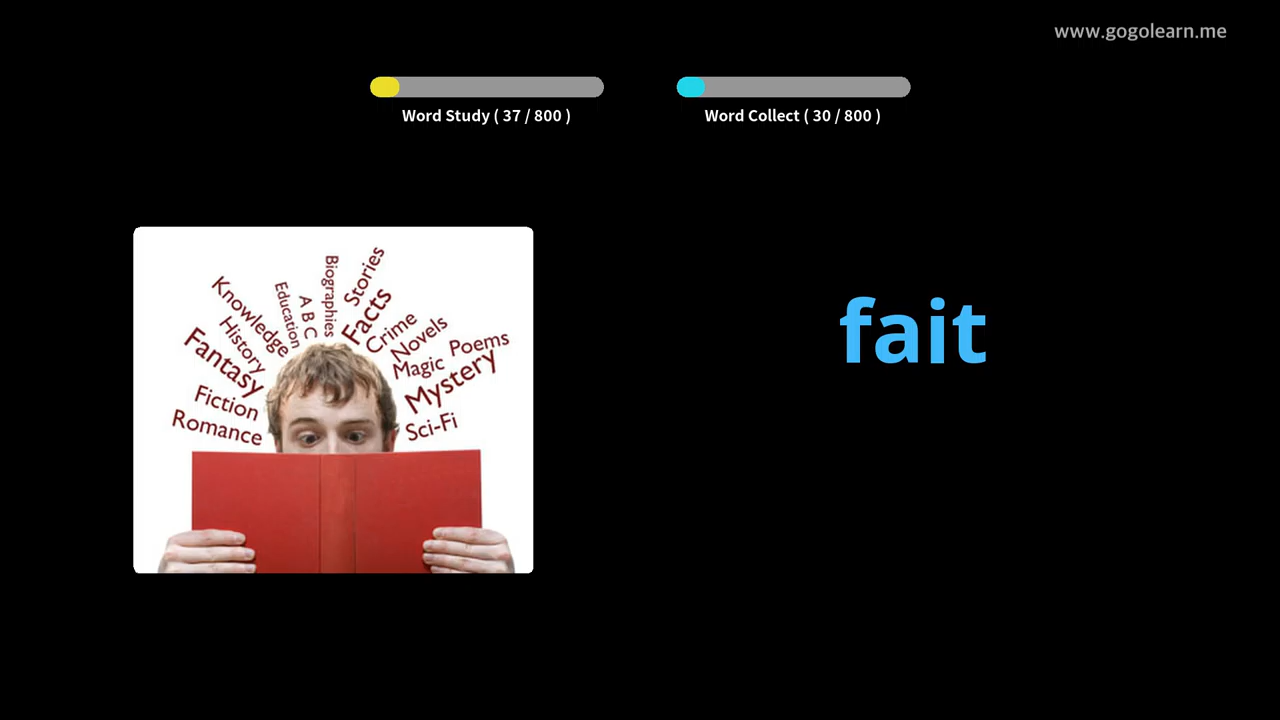 www.gogolearn.me
Word Study ( 37 / 800 )
Word Collect ( 30 / 800 )
Biographies
Stories
Education
A B C
Facts
Knowledge
Crime
History
Novels
Poems
Fantasy
Magic
Mystery
Fiction
Romance
Sci-Fi
fait